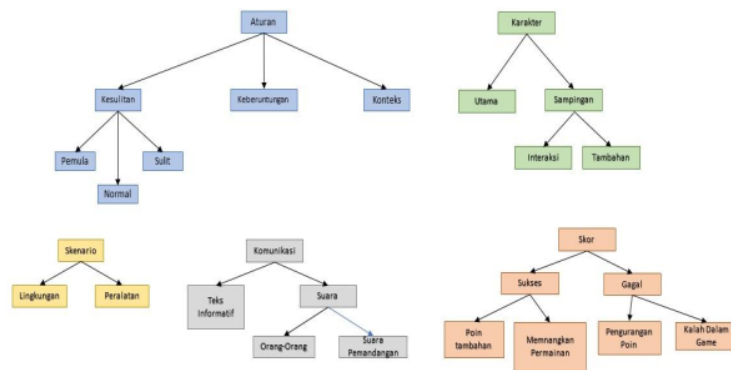 Aturan
Kesulitan
Keberuntungan
Konteks
Pemula
Sulit
Normal
Karakter
Utama
Sampingan
Interaksi
Tambahan
Skenario
Lingkungan
Peralatan
Komunikasi
Teks
Informatif
Suara
Orang-Orang
Suara
Pemandangan
Skor
Sukses
Gagal
Poin
tambahan
Memnangkan
Permainan
Pengurangan
Poin
Kalah Dalam
Game